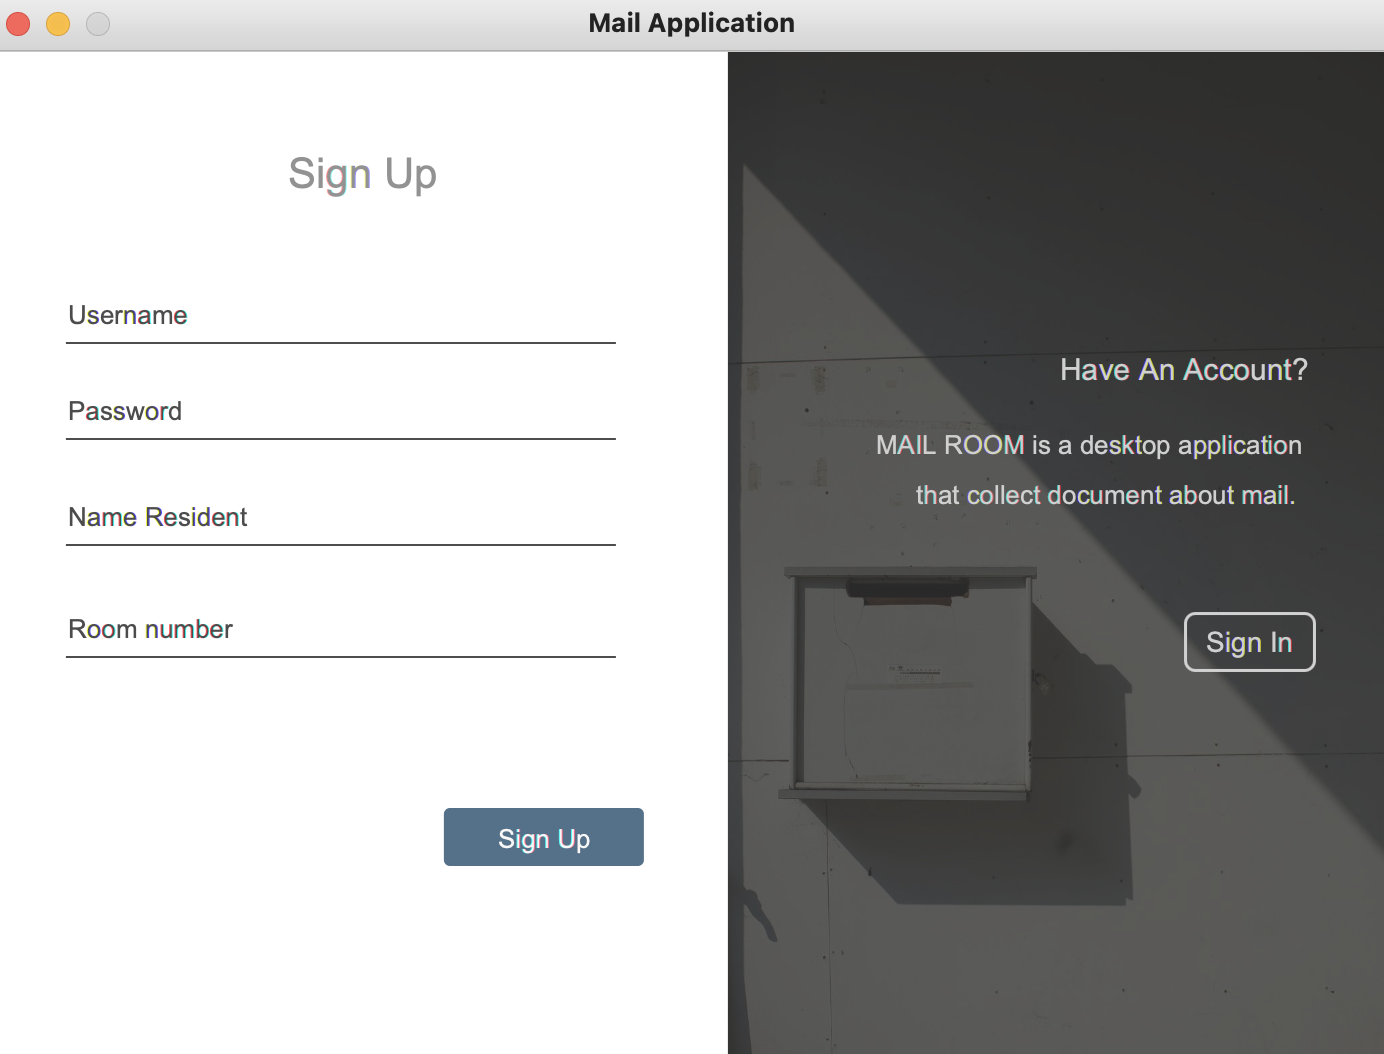 Mail Application
Sign Up
Username
Password
Name Resident
Room number
Sign Up
Have An Account?
MAIL ROOM is a desktop application
that collect document about mail.
Sign In